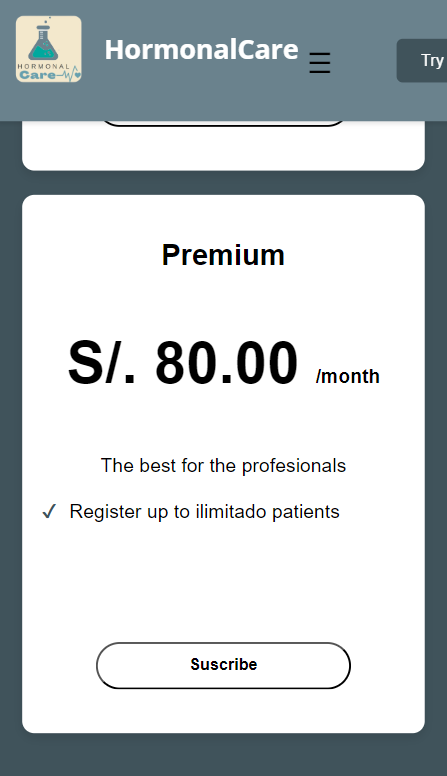 HORMONAL
Care
HormonalCare
Try
Premium
S/. 80.00 /month
The best for the profesionals
✓ Register up to ilimitado patients
Suscribe